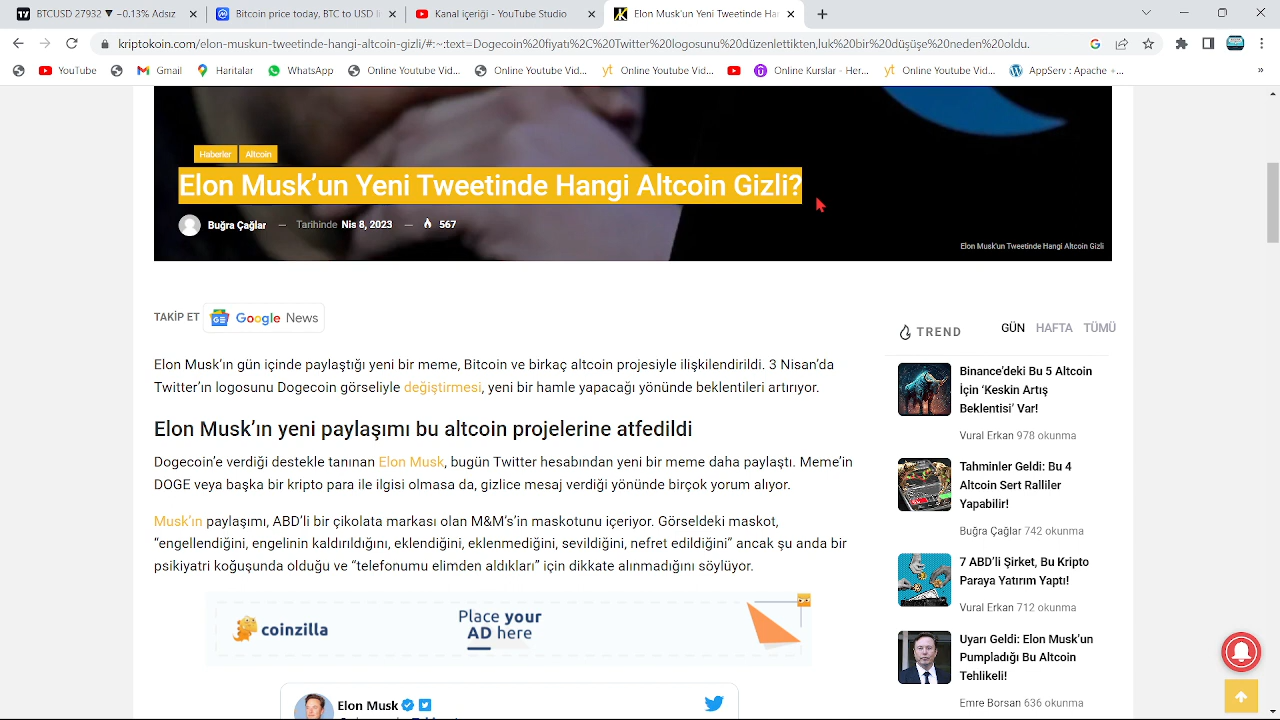 BTCUSD 27937 ▼ −0.13% Adsız
Bitcoin price today, BTC to USD li
Kanal içeriği - YouTube Studio
Elon Musk'un Yeni Tweetinde Han
kriptokoin.com/elon-muskun-tweetinde-hangi-altcoin-gizli/#:~:text=Dogecoin%20fiyatı%2C%20Twitter%20logosunu%20düzenlettikten,luk%20bir%20düşüşe%20neden%20oldu.
YouTube
Gmail
Haritalar
WhatsApp
Online Youtube Vid...
Online Youtube Vid...
Online Youtube Vid...
Online Kurslar - Her...
Online Youtube Vid...
AppServ : Apache +...
»
Haberler
Altcoin
Elon Musk’un Yeni Tweetinde Hangi Altcoin Gizli?
Buğra Çağlar — Tarihinde Nis 8, 2023 — 567
Elon Musk'un Tweetinde Hangi Altcoin Gizli
TAKİP ET Google News
Elon Musk’ın gün içinde paylaştığı yeni bir meme, Bitcoin ve birkaç altcoin projesiyle ilişkilendirildi. 3 Nisan’da
Twitter’ın logosunu Dogecoin görseliyle değiştirmesi, yeni bir hamle yapacağı yönünde beklentileri artırıyor.
Elon Musk’ın yeni paylaşımı bu altcoin projelerine atfedildi
Dogecoin’e verdiği destekle tanınan Elon Musk, bugün Twitter hesabından yeni bir meme daha paylaştı. Meme’in
DOGE veya başka bir kripto para ile ilgisi olmasa da, gizlice mesaj verdiği yönünde birçok yorum alıyor.
Musk’ın paylaşımı, ABD’li bir çikolata markası olan M&M’s’in maskotunu içeriyor. Görseldeki maskot,
“engellendiğini, engelinin kaldırıldığını, eklendiğini, eklenmediğini, sevildiğini, nefret edildiğini” ancak şu anda bir
psikiyatri koğuşunda olduğu ve “telefonumu elimden aldıkları” için dikkate alınmadığını söylüyor.
coinzilla
Place your
AD here
Elon Musk
TREND
GÜN HAFTA TÜMÜ
Binance’deki Bu 5 Altcoin
İçin ‘Keskin Artış
Beklentisi’ Var!
Vural Erkan 978 okunma
Tahminler Geldi: Bu 4
Altcoin Sert Ralliler
Yapabilir!
Buğra Çağlar 742 okunma
7 ABD’li Şirket, Bu Kripto
Paraya Yatırım Yaptı!
Vural Erkan 712 okunma
Uyarı Geldi: Elon Musk’un
Pumpladığı Bu Altcoin
Tehlikeli!
Emre Borsan 636 okunma